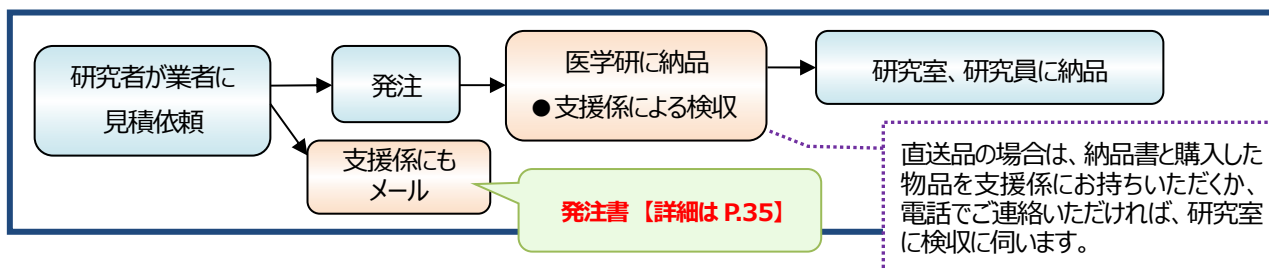 研究者が業者に
見積依頼
発注
支援係にも
メール
医学研に納品
●支援係による検収
研究室、研究員に納品
発注書 【詳細は P.35】
直送品の場合は、納品書と購入した
物品を支援係にお持ちいただくか、
電話でご連絡いただければ、研究室
に検収に伺います。